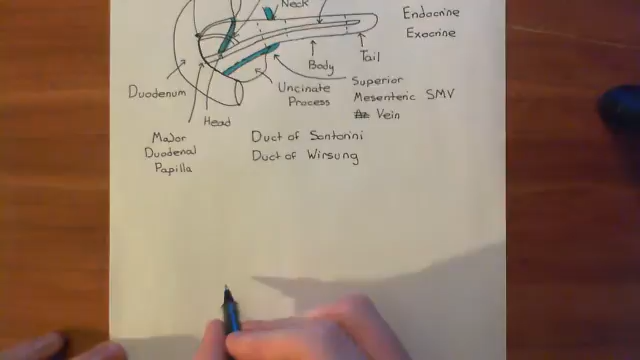 Neck
Endocrine
Exocrine
Tail
Body
Duodenum
Uncinate
Process
Superior
Mesenteric SMV
Vein
Head
Major
Duodenal
Papilla
Duct of Santorini
Duct of Wirsung